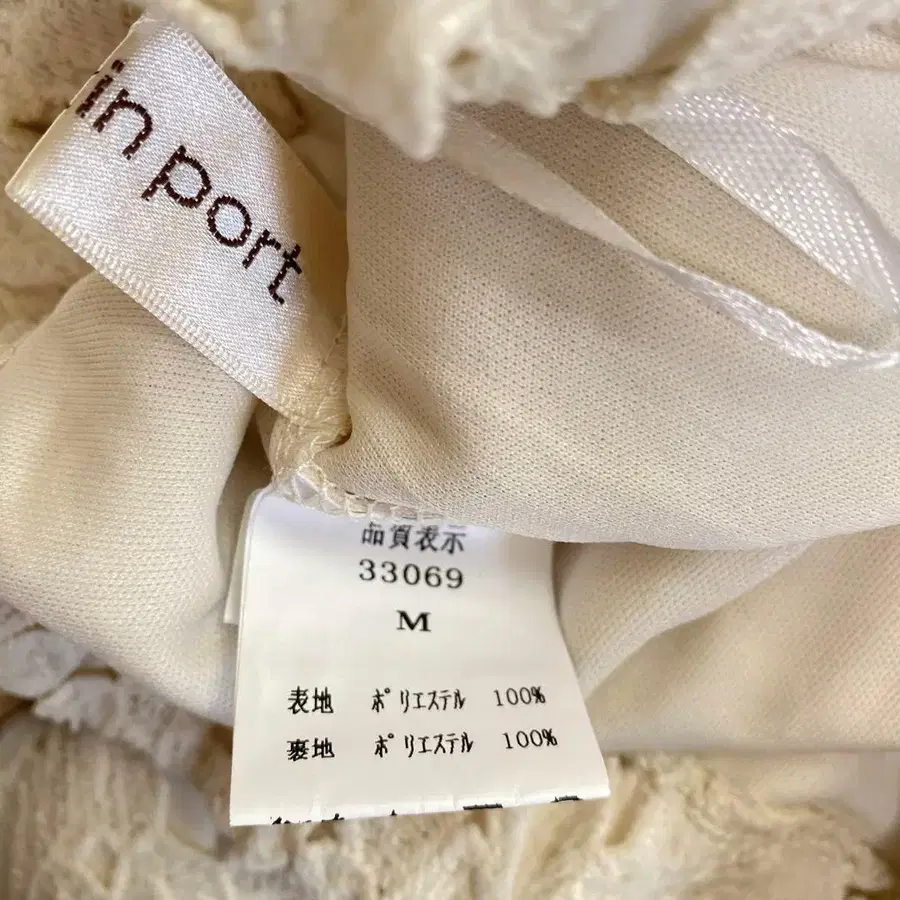 in port
品質表示
33069
M
表地 ポリエステル 100%
裏地 ポリエステル 100%